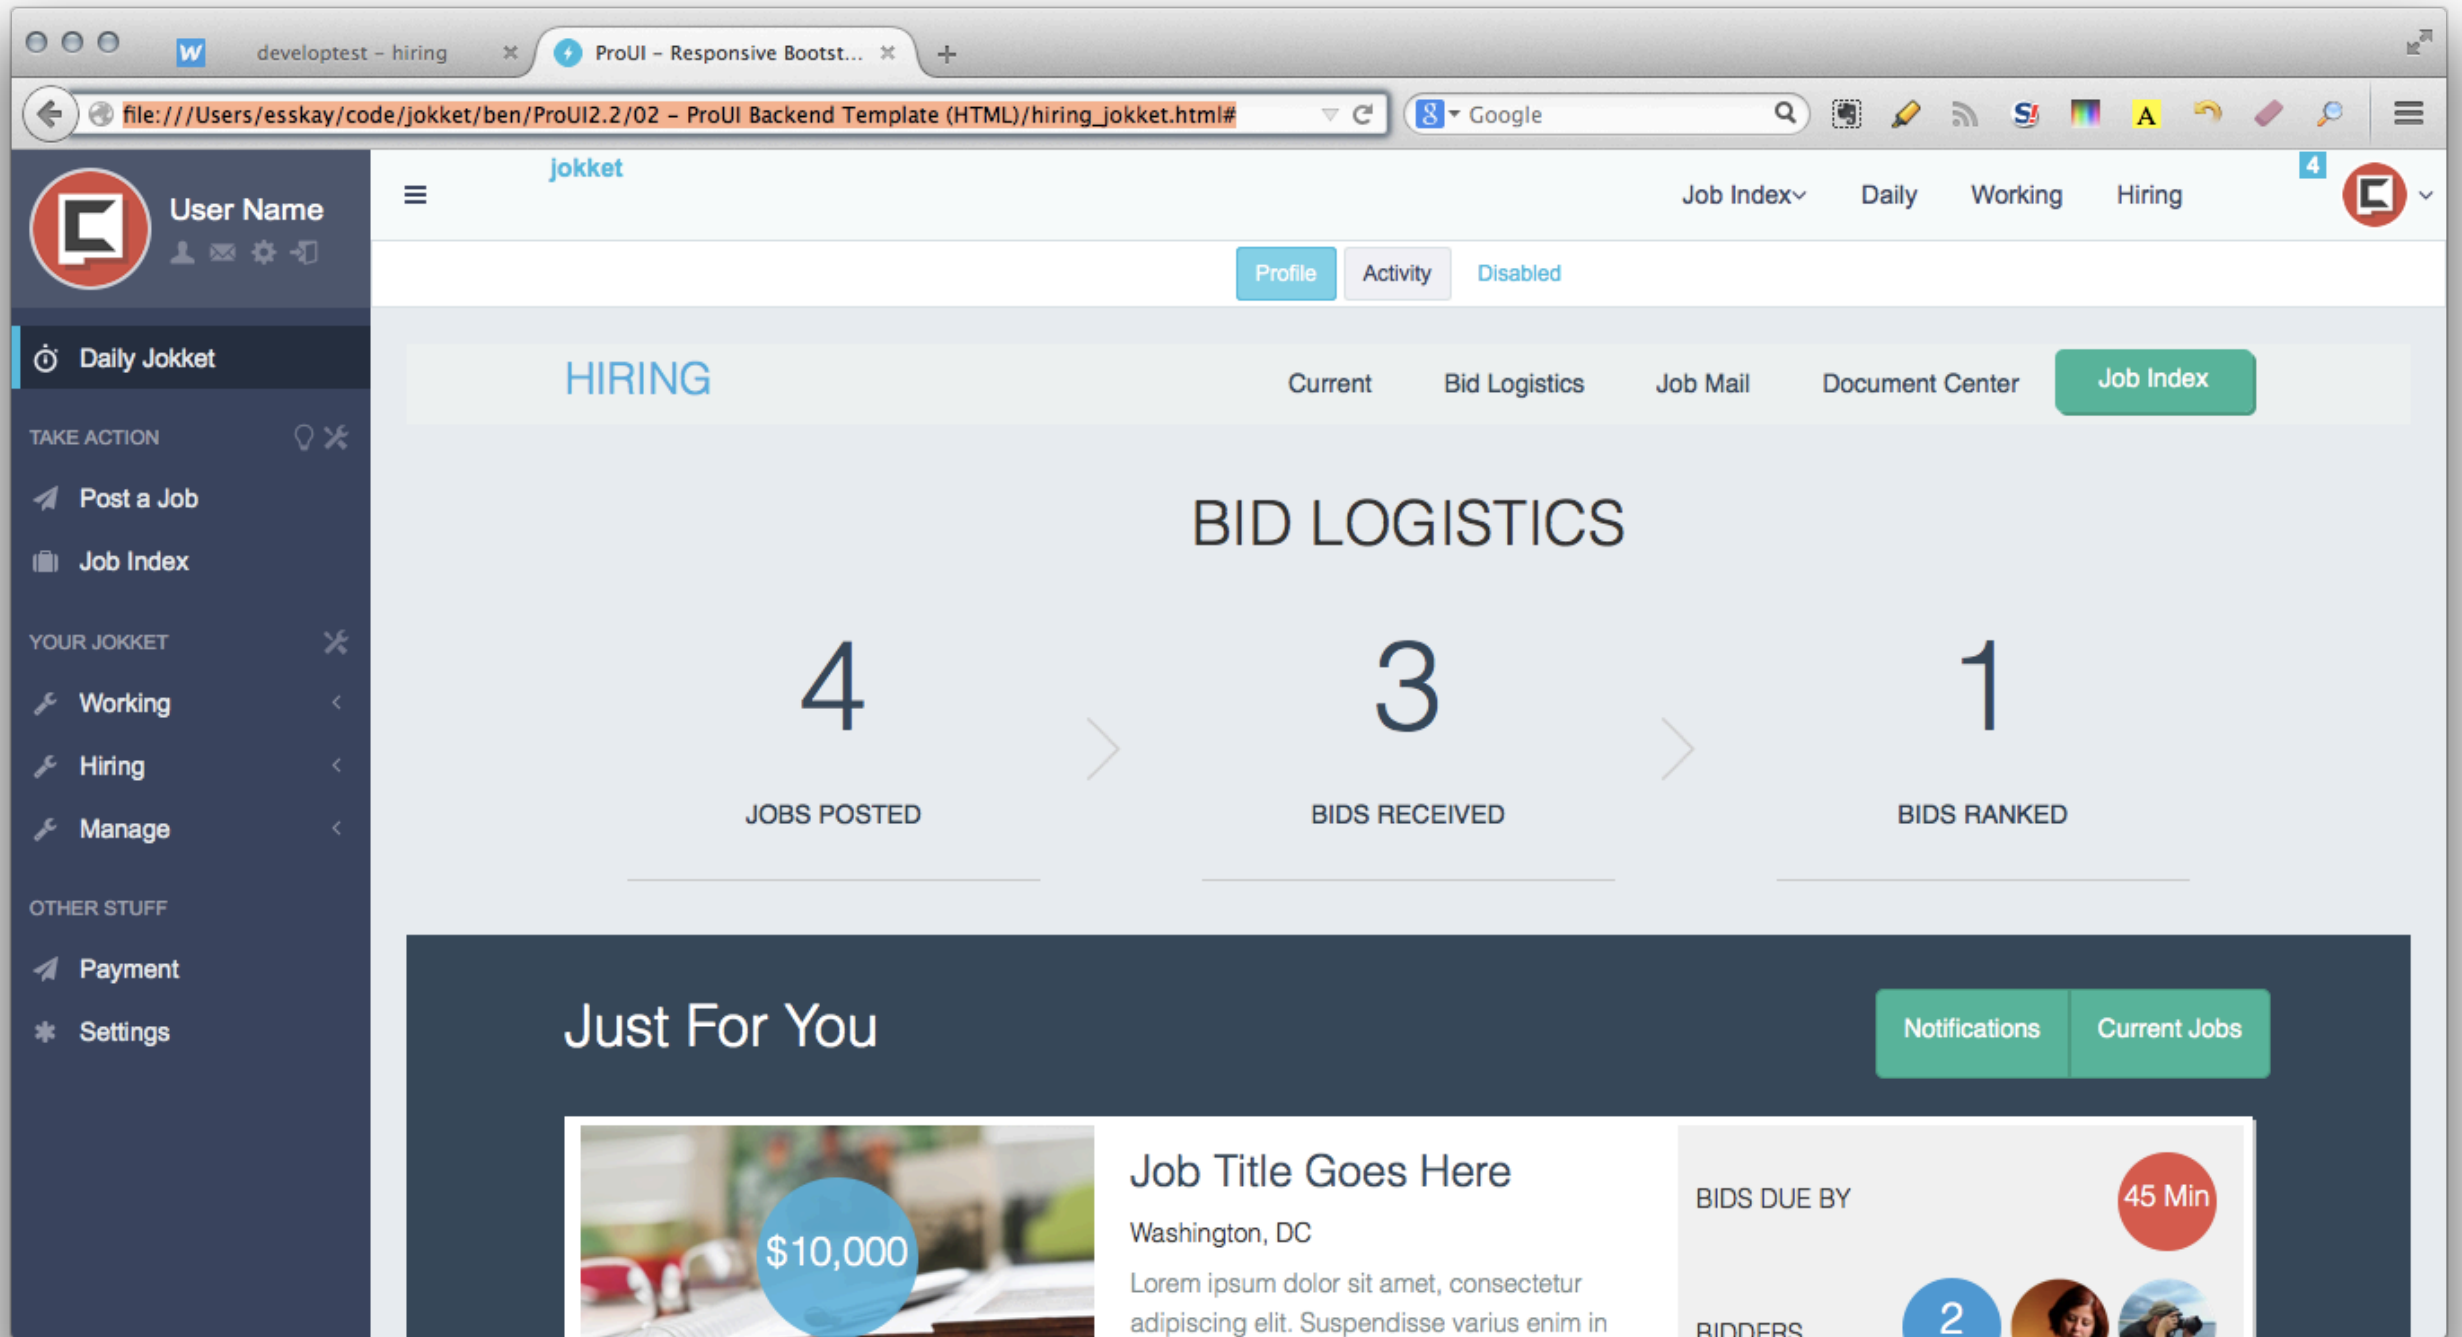 developtest – hiring
ProUI – Responsive Bootst...
file:///Users/esskay/code/jokket/ben/ProUI2.2/02 – ProUI Backend Template (HTML)/hiring_jokket.html#
Google
User Name
jokket
Job Index Daily Working Hiring
4
Profile Activity Disabled
Daily Jokket
TAKE ACTION
Post a Job
Job Index
YOUR JOKKET
Working
Hiring
Manage
OTHER STUFF
Payment
Settings
HIRING
Current Bid Logistics Job Mail Document Center Job Index
BID LOGISTICS
4 3 1
JOBS POSTED BIDS RECEIVED BIDS RANKED
Just For You
Notifications Current Jobs
$10,000
Job Title Goes Here
Washington, DC
Lorem ipsum dolor sit amet, consectetur
adipiscing elit. Suspendisse varius enim in
BIDS DUE BY
45 Min
BIDDERS
2